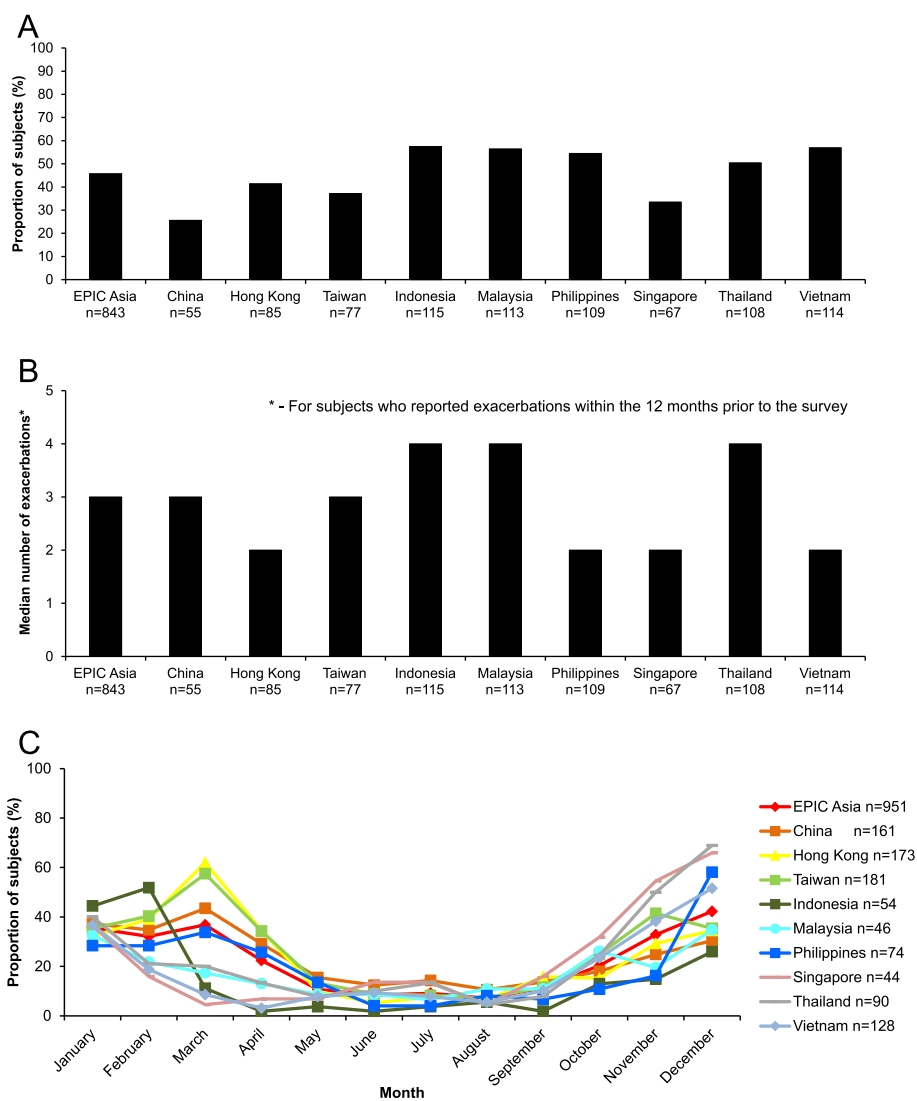 A
Proportion of subjects (%)
100
90
80
70
60
50
40
30
20
10
0
EPIC Asia China Hong Kong Taiwan Indonesia Malaysia Philippines Singapore Thailand Vietnam
n=843 n=55 n=85 n=77 n=115 n=113 n=109 n=67 n=108 n=114
B
Median number of exacerbations*
* - For subjects who reported exacerbations within the 12 months prior to the survey
5
4
3
2
1
0
EPIC Asia China Hong Kong Taiwan Indonesia Malaysia Philippines Singapore Thailand Vietnam
n=843 n=55 n=85 n=77 n=115 n=113 n=109 n=67 n=108 n=114
C
Proportion of subjects (%)
100
80
60
40
20
0
January February March April May June July August September October November December
Month
EPIC Asia n=951
China n=161
Hong Kong n=173
Taiwan n=181
Indonesia n=54
Malaysia n=46
Philippines n=74
Singapore n=44
Thailand n=90
Vietnam n=128